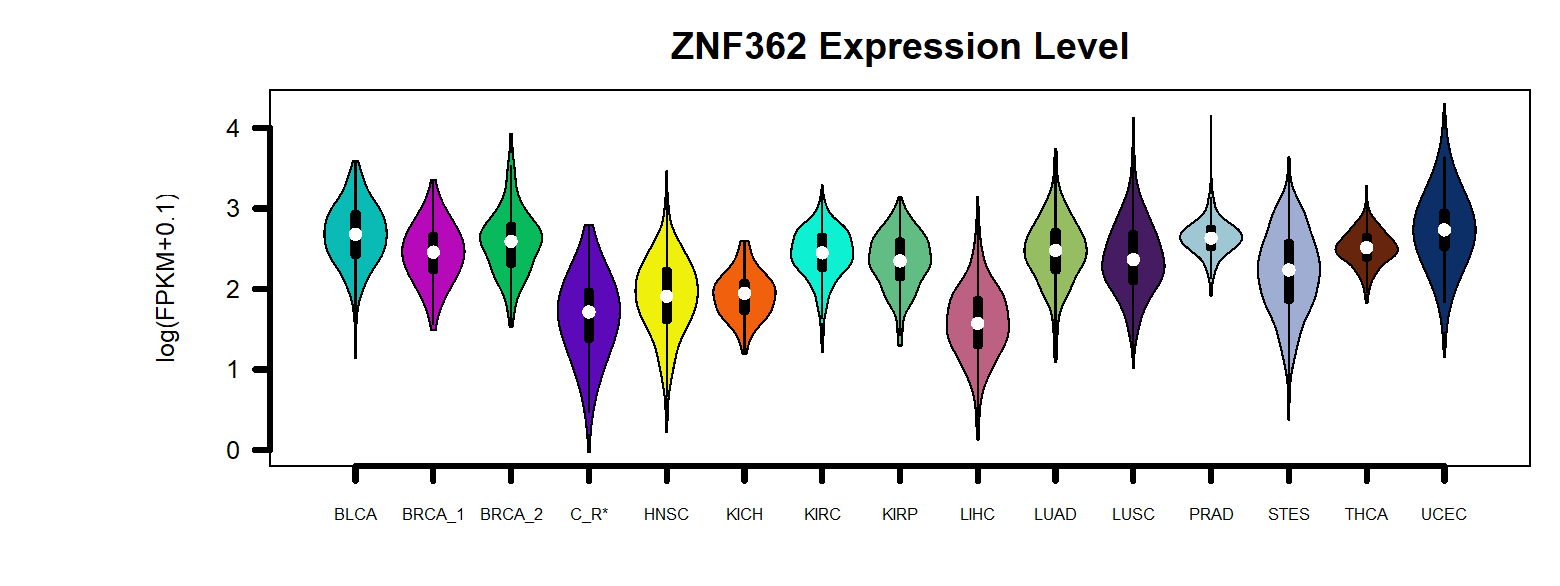 ZNF362 Expression Level
log(FPKM+0.1)
4
3
2
1
0
BLCA BRCA_1 BRCA_2 C_R* HNSC KICH KIRC KIRP LIHC LUAD LUSC PRAD STES THCA UCEC